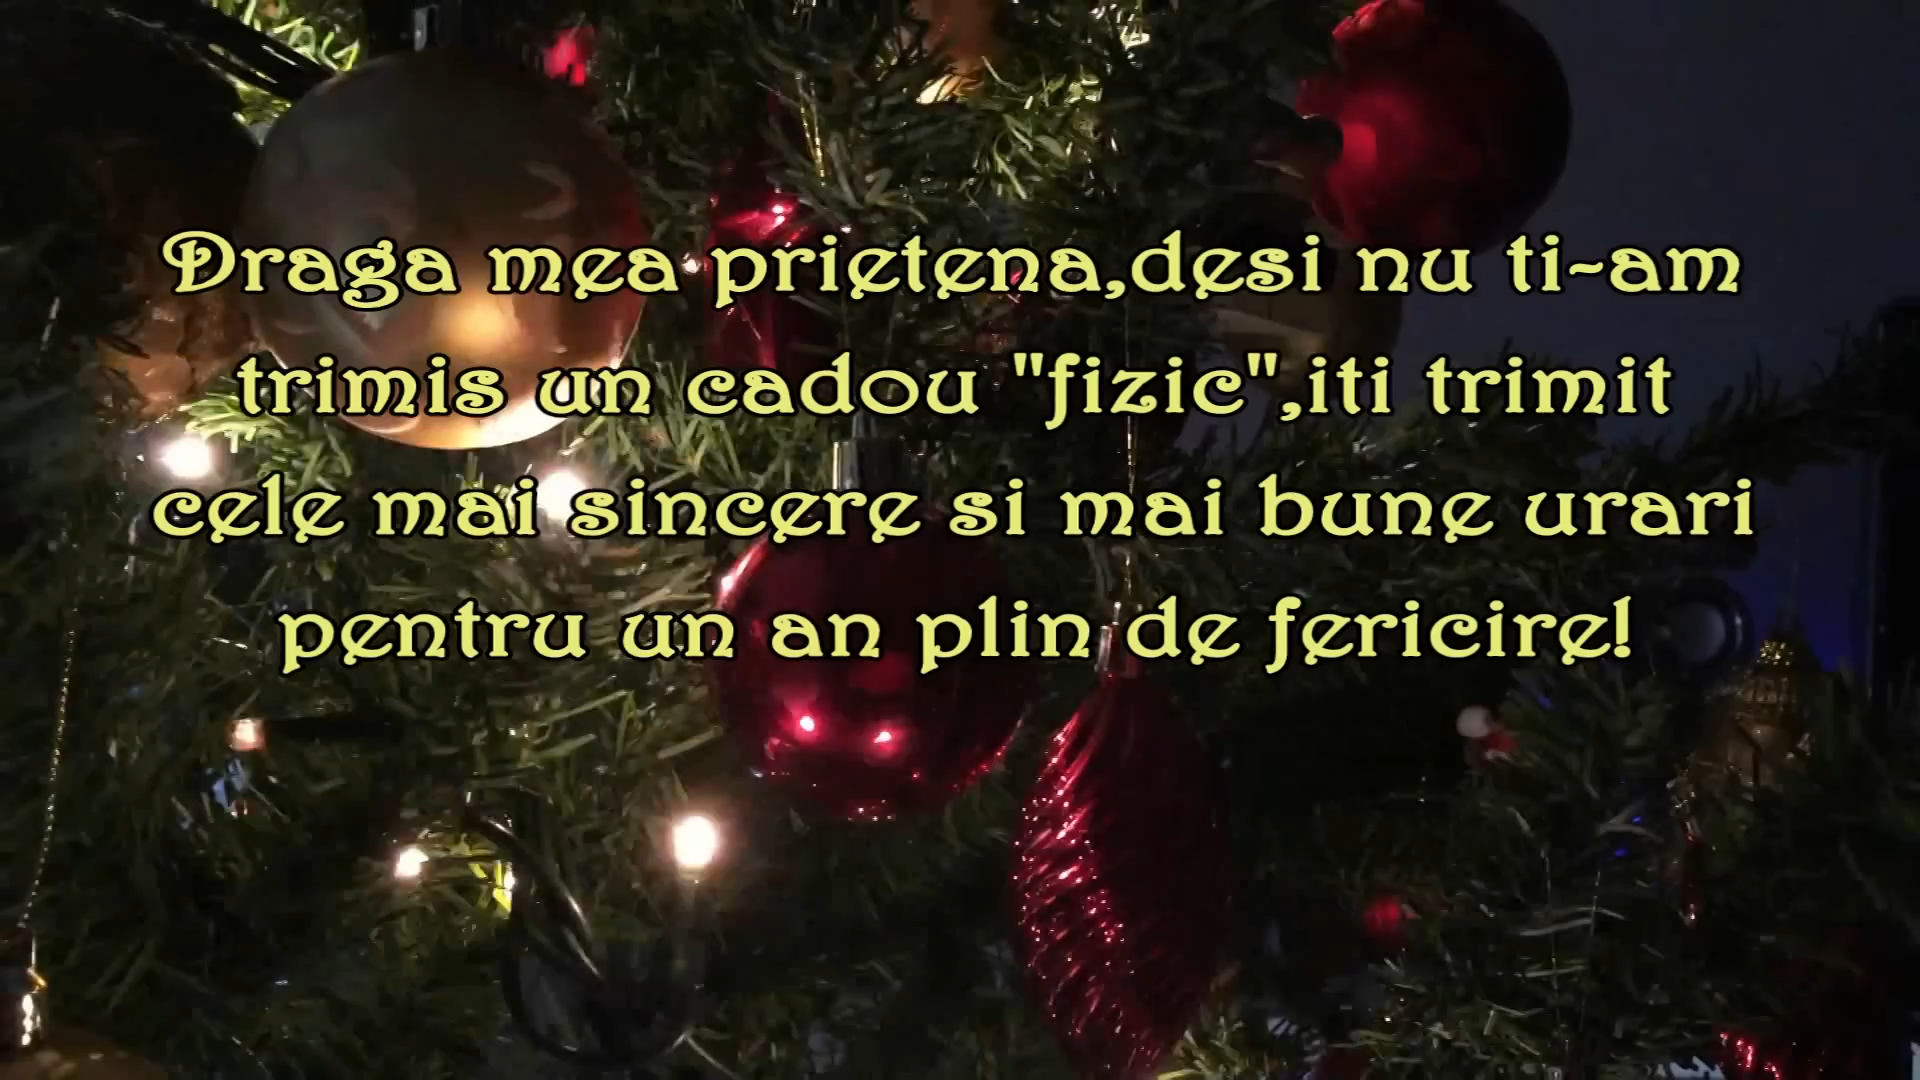 Draga mea prietena,desi nu ti-am
trimis un cadou "fizic",iti trimit
cele mai sincere si mai bune urari
pentru un an plin de fericire!